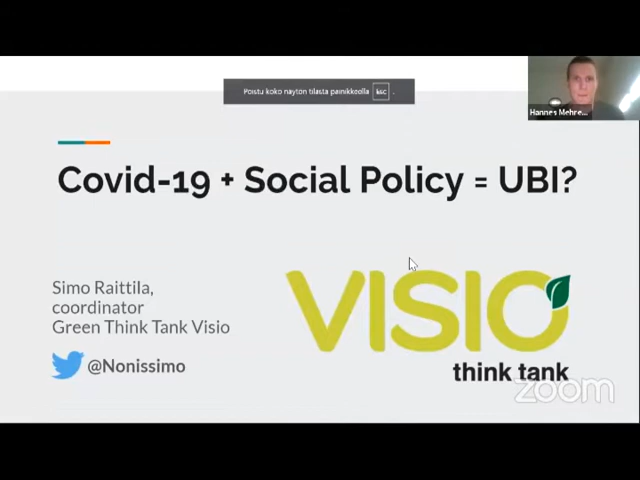 Poistu koko näytön tilasta painikkeella esc .
Hannes Mehre...
Covid-19 + Social Policy = UBI?
Simo Raittila,
coordinator
Green Think Tank Visio
@Nonissimo
VISIO
think tank
zoom